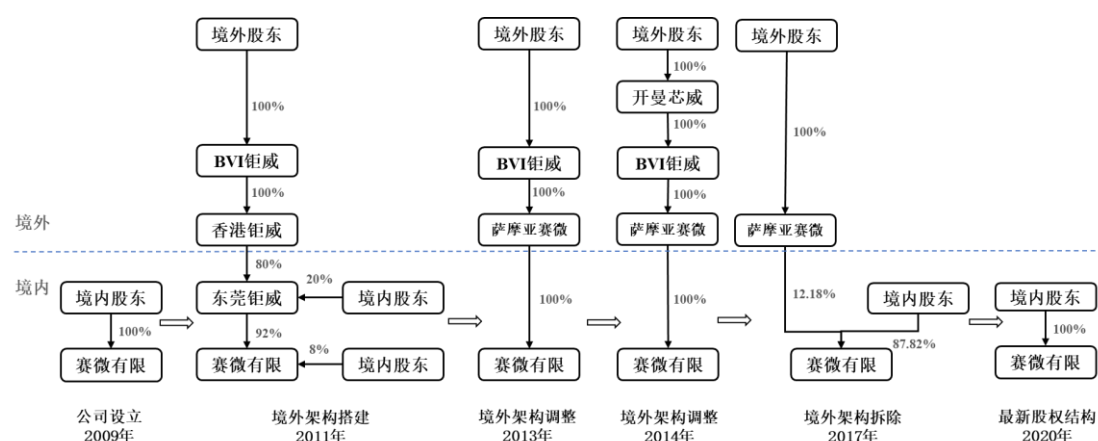 境外股东
境外股东
境外股东
境外股东
100%
开曼芯威
100%
100%
100%
100%
BVI钜威
BVI钜威
BVI钜威
100%
100%
100%
境外
香港钜威
萨摩亚赛微
萨摩亚赛微
萨摩亚赛微
80%
境内
境内股东
东莞钜威
20%
境内股东
100%
100%
12.18%
境内股东
境内股东
100%
92%
8%
87.82%
100%
赛微有限
赛微有限
境内股东
赛微有限
赛微有限
赛微有限
赛微有限
公司设立
2009年
境外架构搭建
2011年
境外架构调整
2013年
境外架构调整
2014年
境外架构拆除
2017年
最新股权结构
2020年